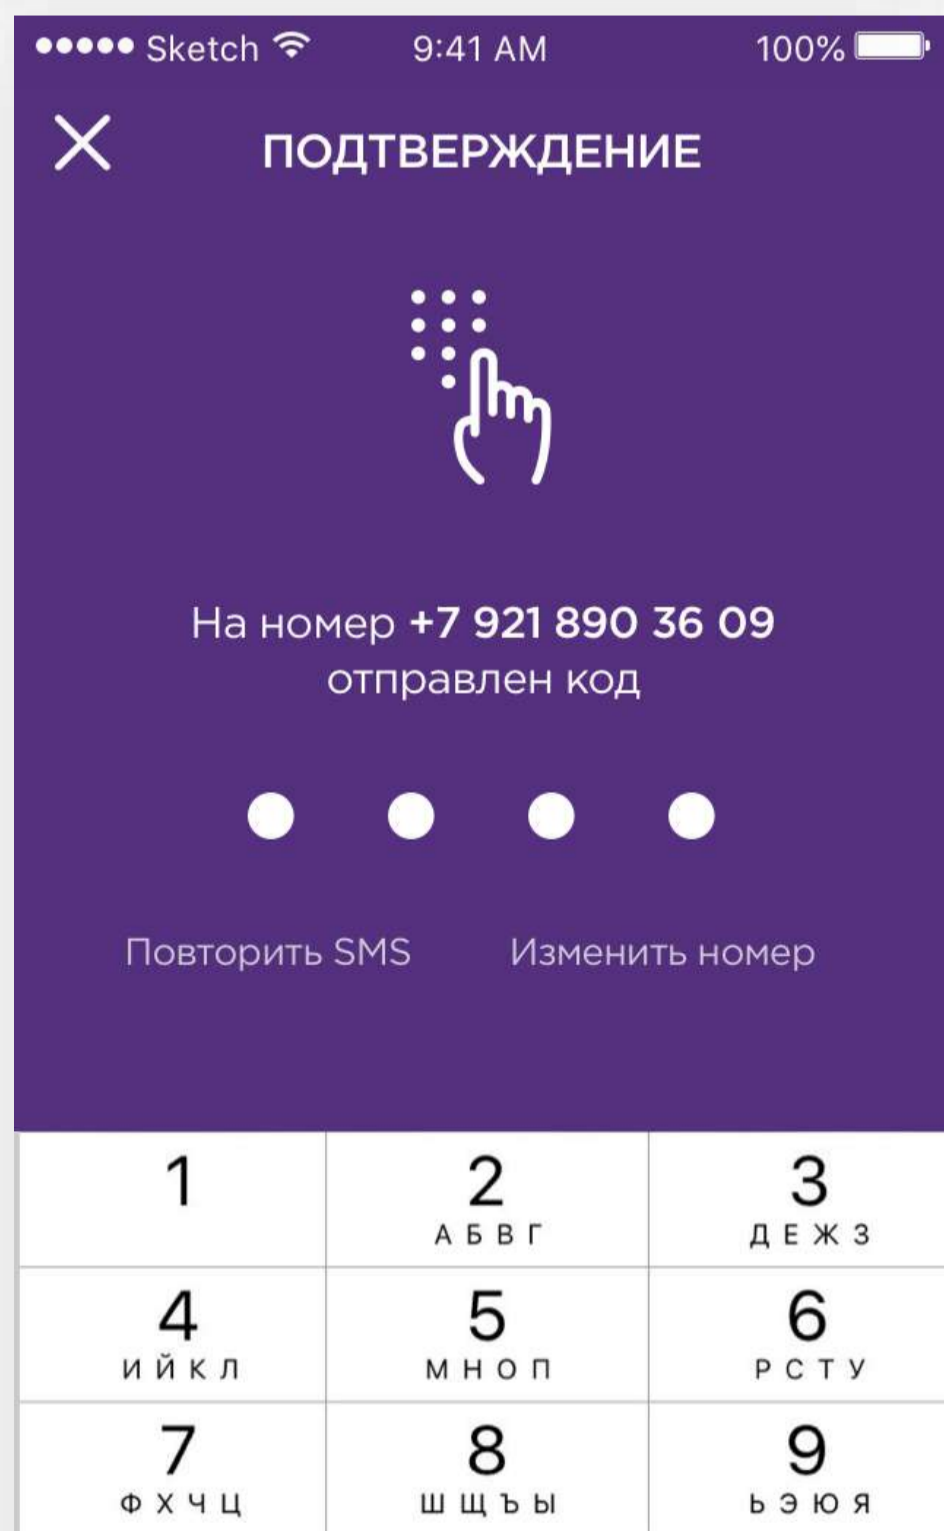 Sketch 9:41 AM 100%
ПОДТВЕРЖДЕНИЕ
На номер +7 921 890 36 09
отправлен код
Повторить SMS Изменить номер
1 2 3
А Б В Г Д Е Ж З
4 5 6
И Й К Л М Н О П Р С Т У
7 8 9
Ф Х Ч Ц Ш Щ Ъ Ы Ь Э Ю Я